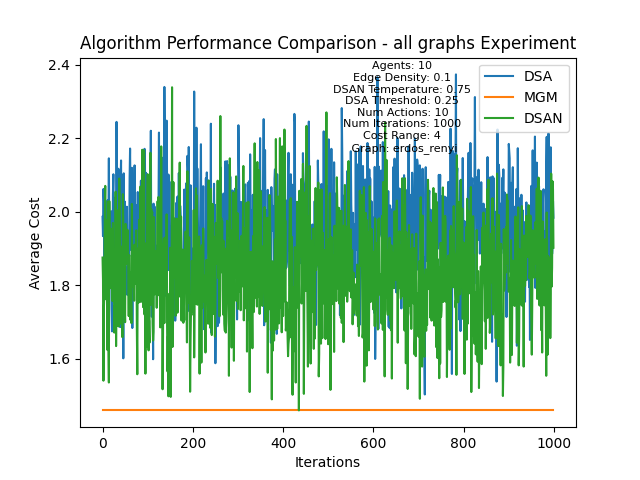 Algorithm Performance Comparison - all graphs Experiment
Agents: 10
Edge Density: 0.1
DSAN Temperature: 0.75
DSA Threshold: 0.25
Num Actions: 10
Num Iterations: 1000
Cost Range: 4
Graph: erdos_renyi
DSA
MGM
DSAN
Average Cost
2.4
2.2
2.0
1.8
1.6
0
200
400
600
800
1000
Iterations